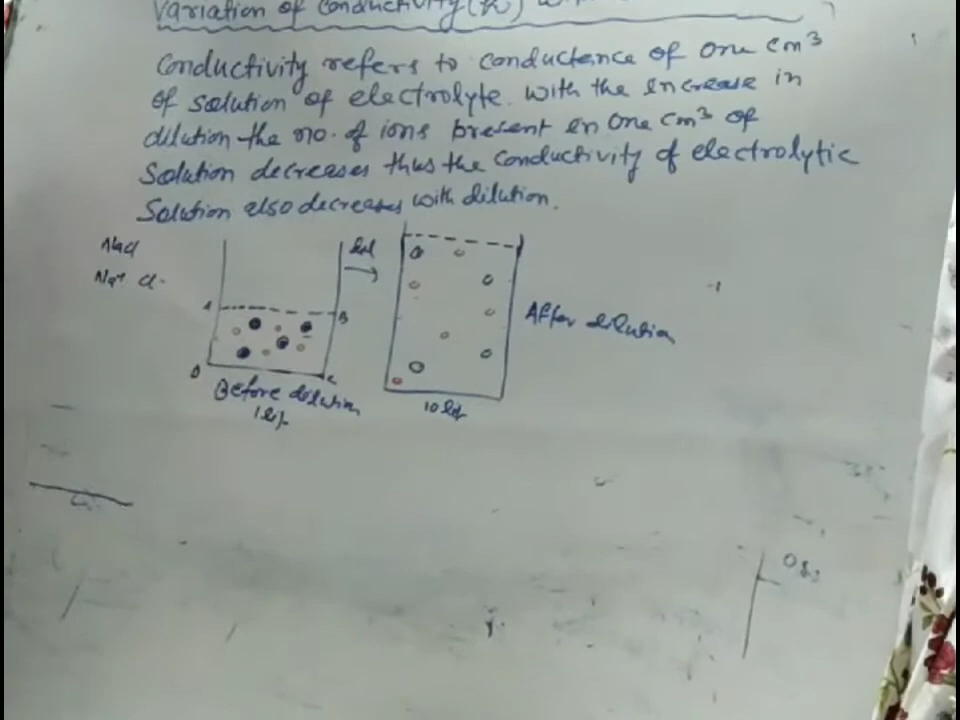 Variation of Conductivity (K)
Conductivity refers to conductance of one cm³
of solution of electrolyte. with the increase in
dilution the no. of ions present in one cm³ of
Solution decreases thus the conductivity of electrolytic
Solution also decreases with dilution.
NaCl
Na+ Cl-
A
B
D
C
Before dilution
After dilution